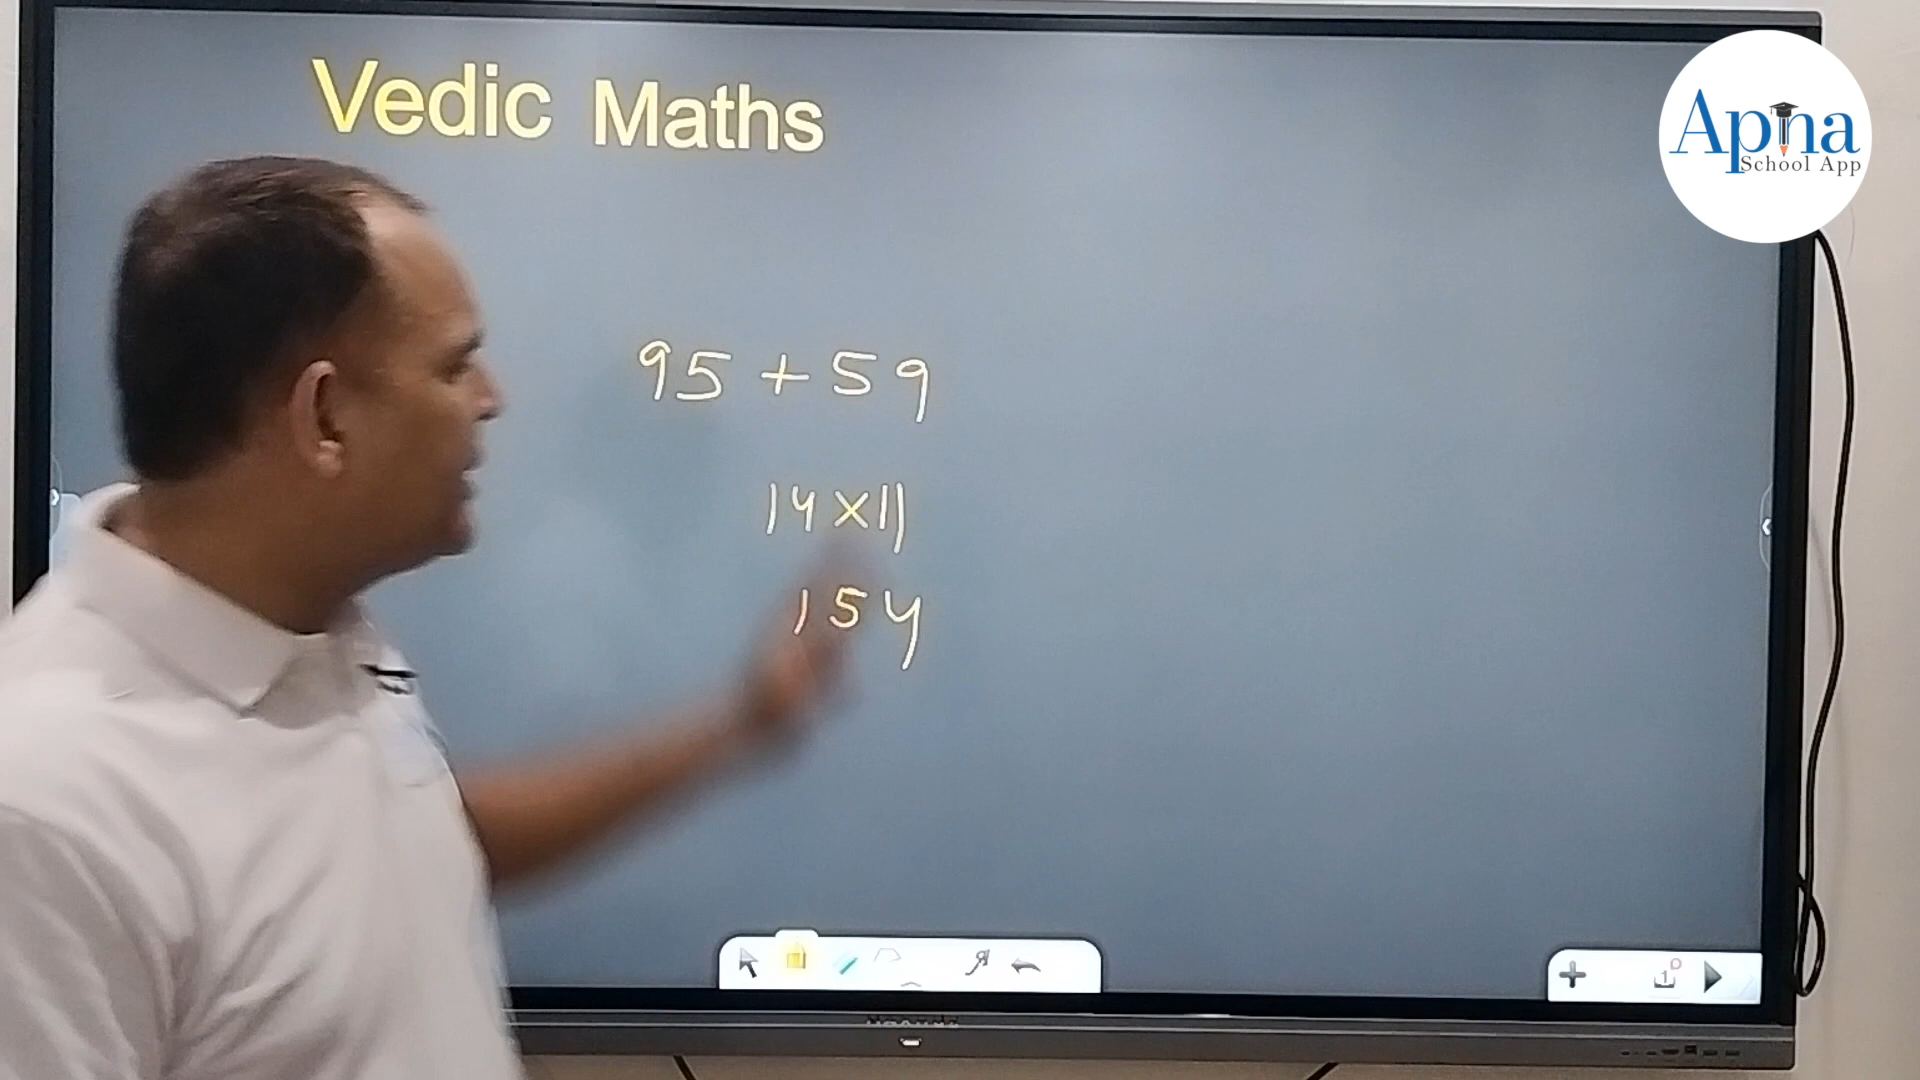 Vedic Maths
Apna
School App
95 + 59
14 × 11
154